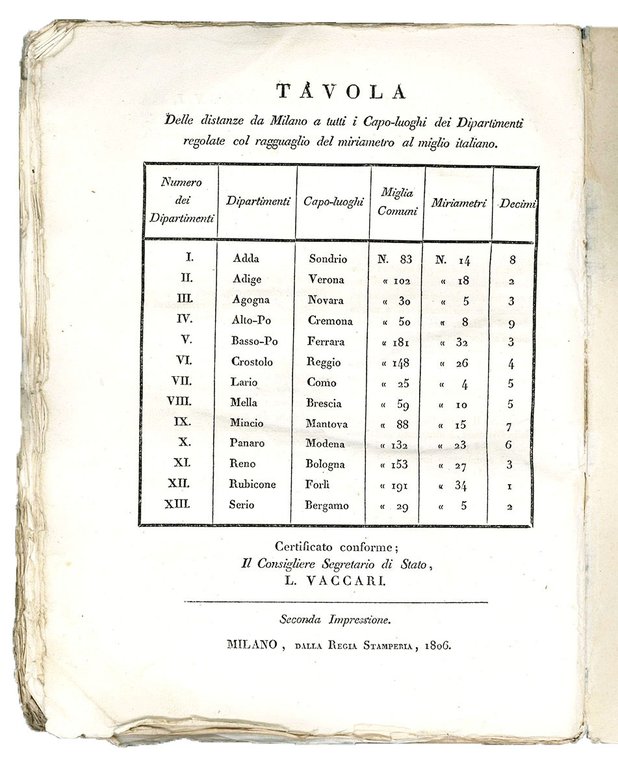 TAVOLA
Delle distanze da Milano a tutti i Capo-luoghi dei Dipartimenti
regolate col ragguaglio del miriametro al miglio italiano.
Numero dei Dipartimenti Dipartimenti Capo-luoghi Miglia Comuni Miriametri Decimi
I. Adda Sondrio N. 83 N. 14 8
II. Adige Verona « 102 « 18 2
III. Agogna Novara « 30 « 5 3
IV. Alto-Po Cremona « 50 « 8 9
V. Basso-Po Ferrara « 181 « 32 3
VI. Crostolo Reggio « 148 « 26 4
VII. Lario Como « 25 « 4 5
VIII. Mella Brescia « 59 « 10 5
IX. Mincio Mantova « 88 « 15 7
X. Panaro Modena « 132 « 23 6
XI. Reno Bologna « 153 « 27 3
XII. Rubicone Forlì « 191 « 34 1
XIII. Serio Bergamo « 29 « 5 2
Certificato conforme;
Il Consigliere Segretario di Stato,
L. VACCARI.
Seconda Impressione.
MILANO, DALLA REGIA STAMPERIA, 1806.